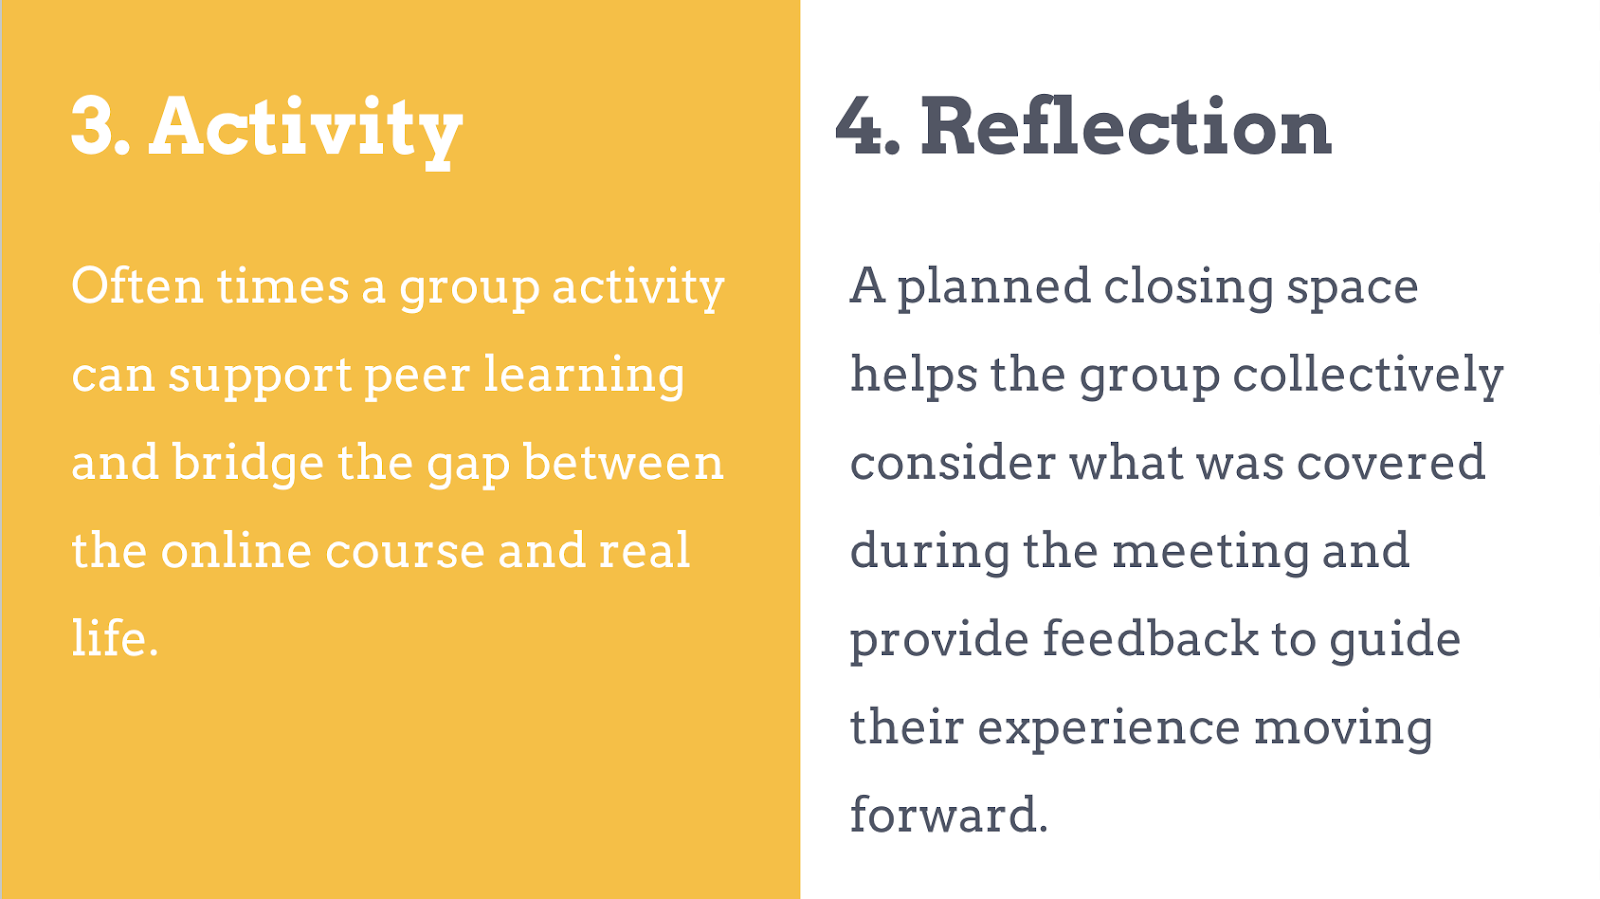 3. Activity
Often times a group activity
can support peer learning
and bridge the gap between
the online course and real
life.
4. Reflection
A planned closing space
helps the group collectively
consider what was covered
during the meeting and
provide feedback to guide
their experience moving
forward.